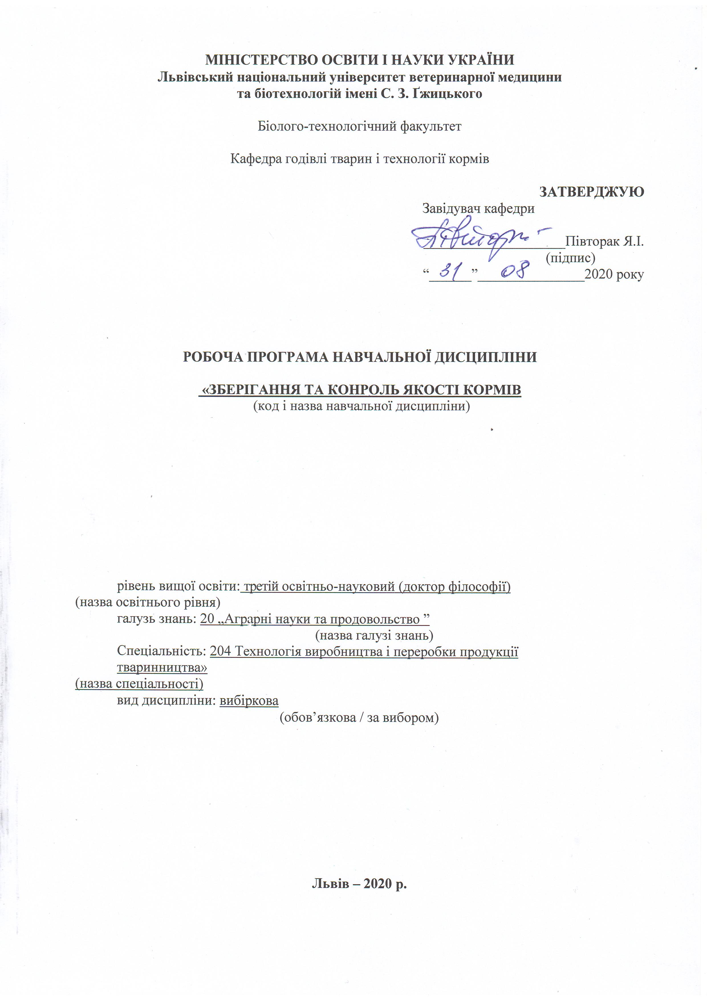 МІНІСТЕРСТВО ОСВІТИ І НАУКИ УКРАЇНИ
Львівський національний університет ветеринарної медицини
та біотехнологій імені С. З. Ґжицького
Біолого-технологічний факультет
Кафедра годівлі тварин і технології кормів
ЗАТВЕРДЖУЮ
Завідувач кафедри
____________________Півторак Я.І.
(підпис)
“ 31 ” 08 2020 року
РОБОЧА ПРОГРАМА НАВЧАЛЬНОЇ ДИСЦИПЛІНИ
«ЗБЕРІГАННЯ ТА КОНРОЛЬ ЯКОСТІ КОРМІВ
(код і назва навчальної дисципліни)
рівень вищої освіти: третій освітньо-науковий (доктор філософії)
(назва освітнього рівня)
галузь знань: 20 „Аграрні науки та продовольство ”
(назва галузі знань)
Спеціальність: 204 Технологія виробництва і переробки продукції
тваринництва»
(назва спеціальності)
вид дисципліни: вибіркова
(обов’язкова / за вибором)
Львів – 2020 р.